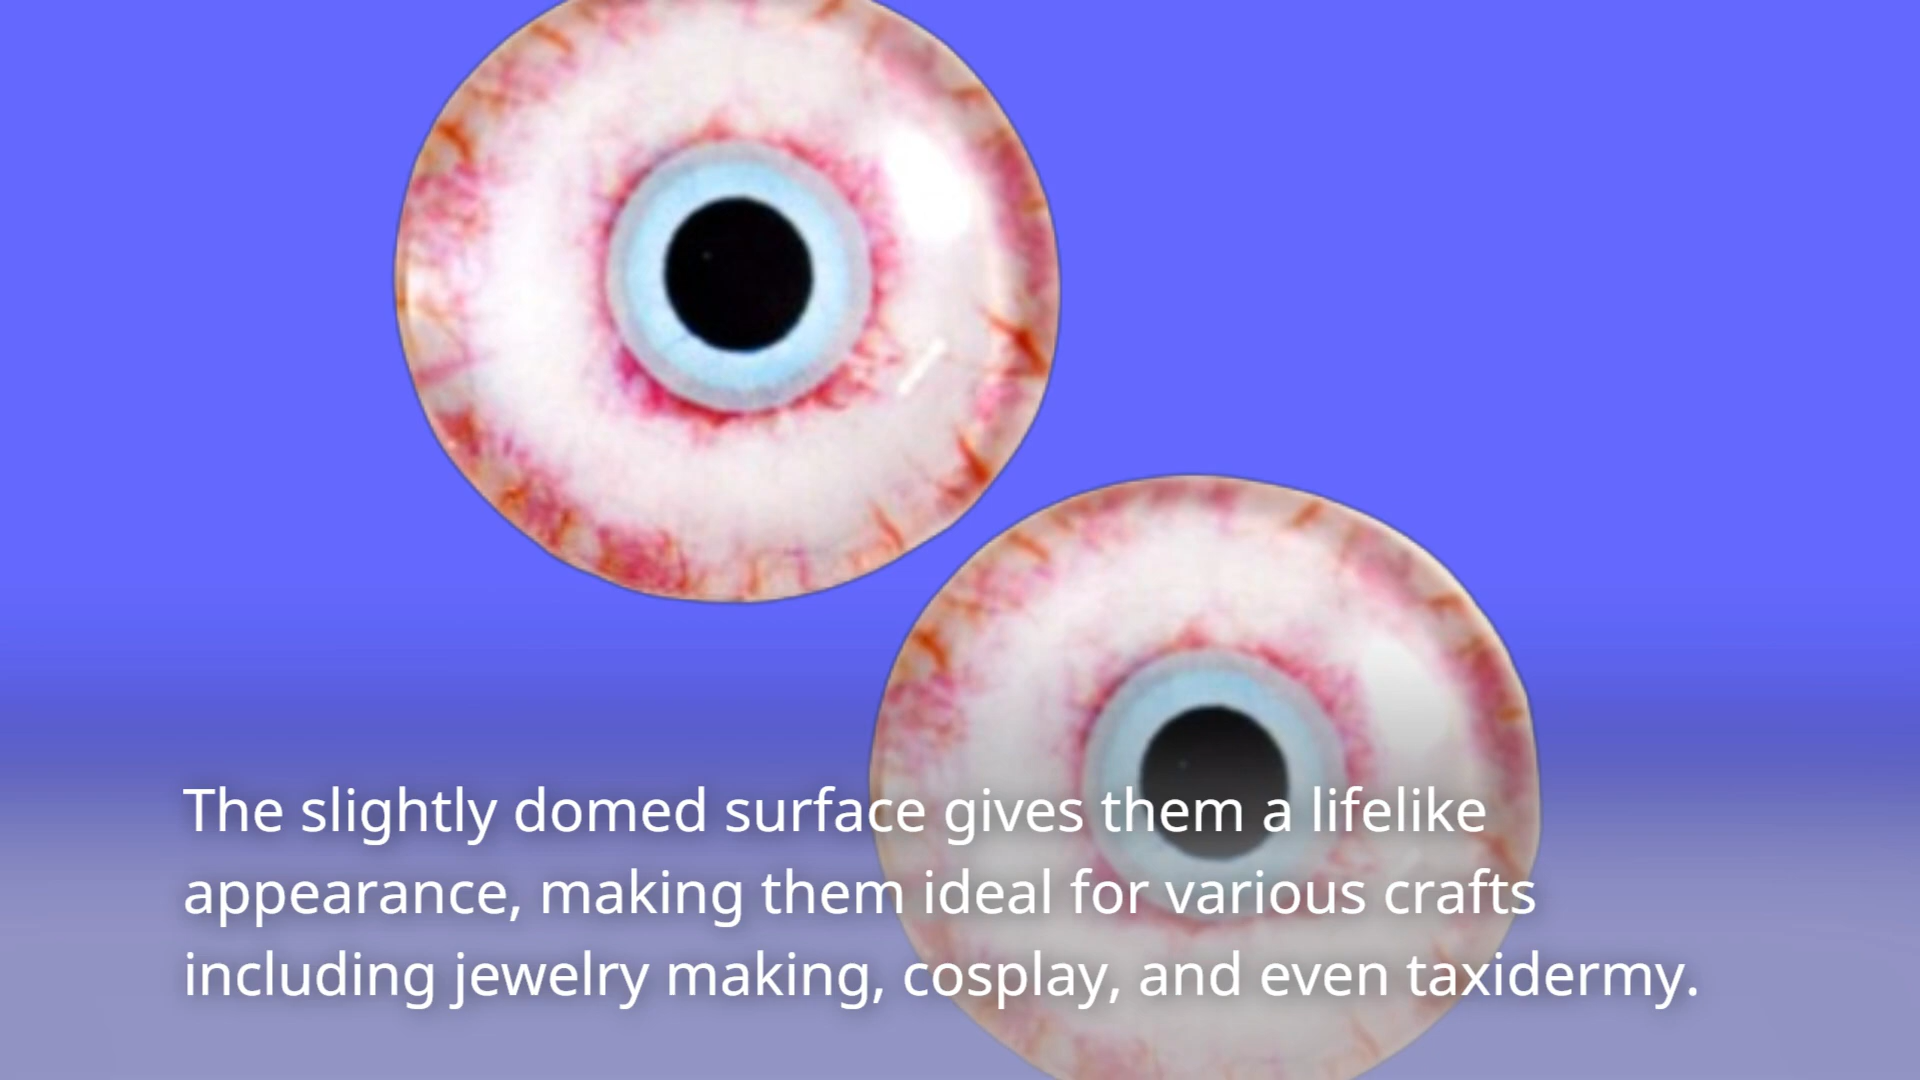 The slightly domed surface gives them a lifelike
appearance, making them ideal for various crafts
including jewelry making, cosplay, and even taxidermy.